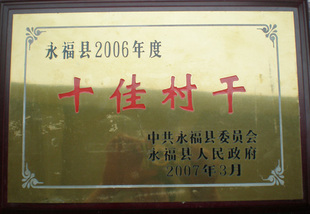 永福县2006年度
十佳村干
中共永福县委员会
永福县人民政府
2007年3月